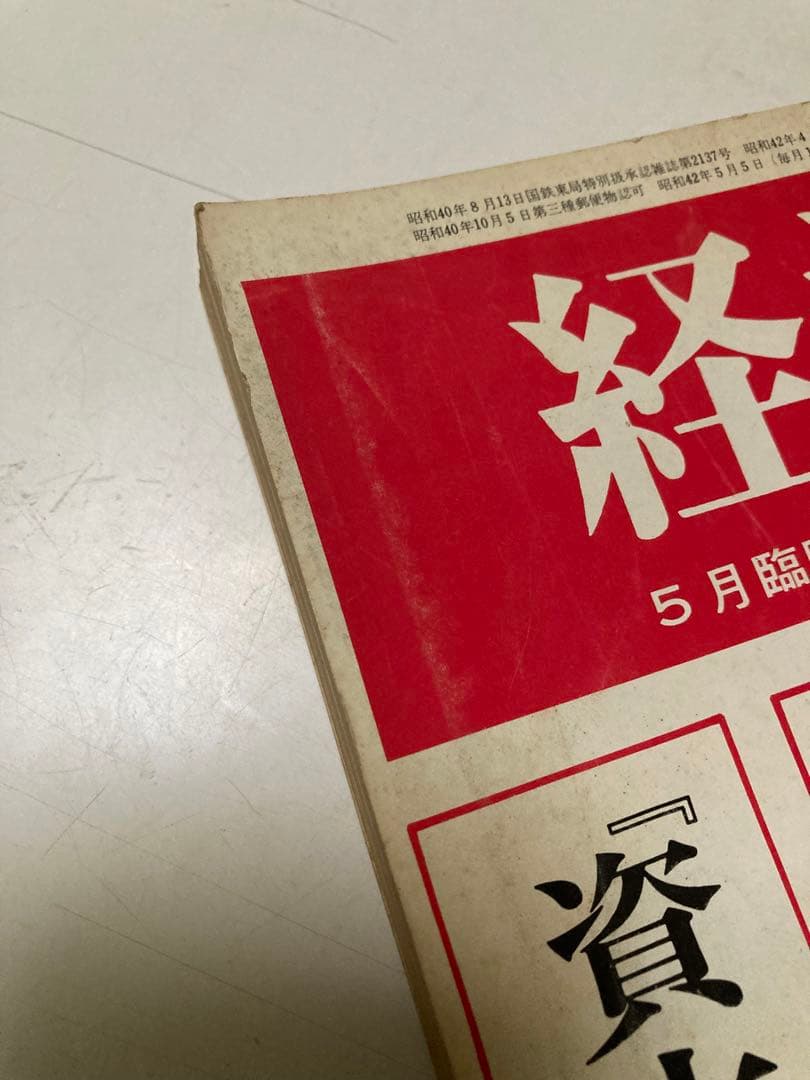 昭和40年8月13日国鉄東局特別扱承認雑誌第2137号 昭和42年4
昭和40年10月5日第三種郵便物認可 昭和42年5月5日(毎月1
経
5月臨
『資